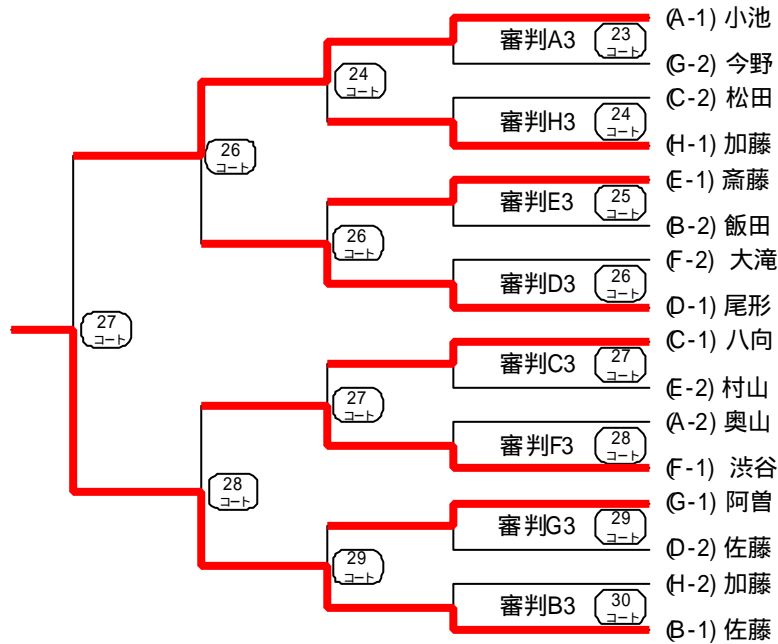 (A-1) 小池
審判A3
23
コート
(G-2) 今野
24
コート
(C-2) 松田
審判H3
24
コート
(H-1) 加藤
26
コート
(E-1) 斎藤
審判E3
25
コート
(B-2) 飯田
26
コート
(F-2) 大滝
審判D3
26
コート
(D-1) 尾形
27
コート
(C-1) 八向
審判C3
27
コート
(E-2) 村山
27
コート
(A-2) 奥山
審判F3
28
コート
(F-1) 渋谷
28
コート
(G-1) 阿曽
審判G3
29
コート
(D-2) 佐藤
29
コート
(H-2) 加藤
審判B3
30
コート
(B-1) 佐藤